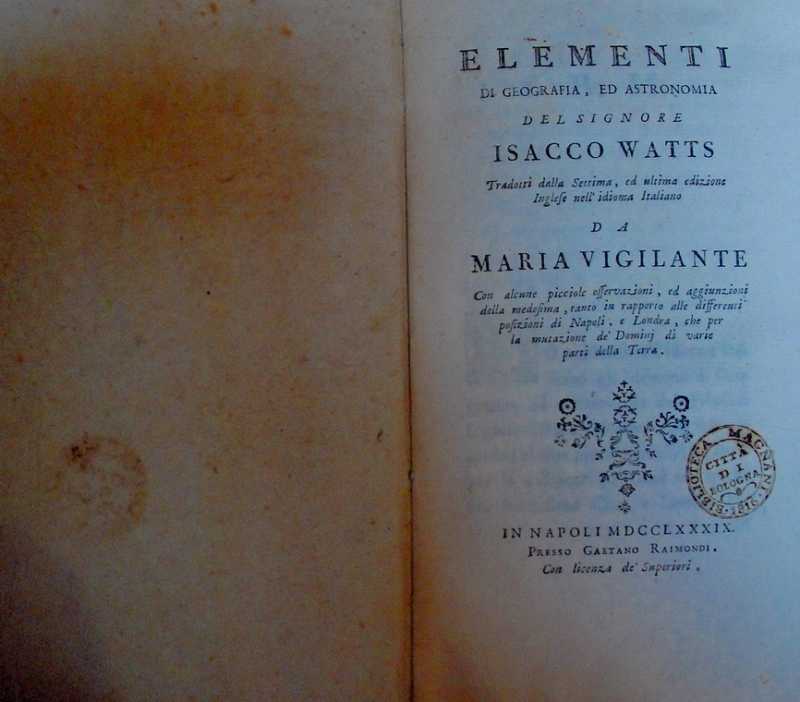 ELEMENTI
DI GEOGRAFIA, ED ASTRONOMIA
DEL SIGNORE
ISACCO WATTS
Tradotti dalla Settima, ed ultima edizione
Inglese nell' idioma Italiano
DA
MARIA VIGILANTE
Con alcune picciole osservazioni, ed aggiunzioni
della medesima, tanto in rapporto alle differenti
posizioni di Napoli, e Londra, che per
la mutazione de' Dominj di varie
parti della Terra.
BIBLIOTECA MAGNANI 1816
CITTÀ
DI
BOLOGNA
IN NAPOLI MDCCLXXXIX.
PRESSO GAETANO RAIMONDI.
Con licenza de' Superiori.